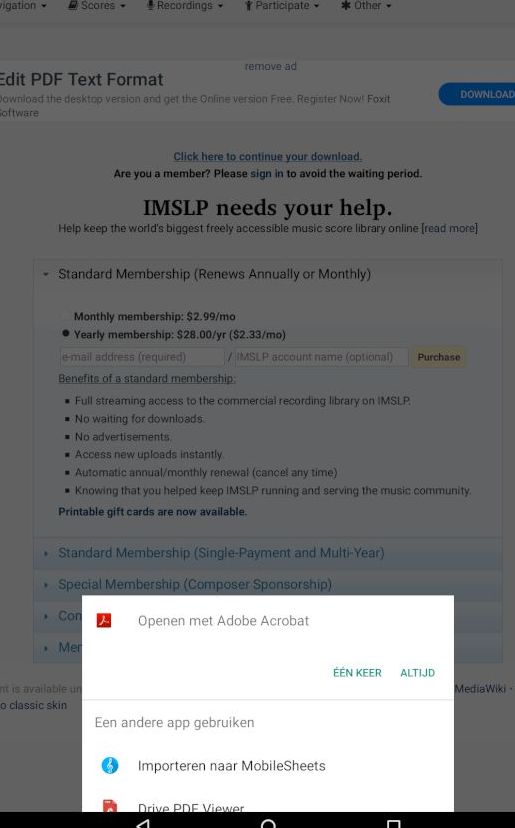 vigation Scores Recordings Participate Other
remove ad
Edit PDF Text Format
Download the desktop version and get the Online version Free. Register Now! Foxit
Software
DOWNLOAD
Click here to continue your download.
Are you a member? Please sign in to avoid the waiting period.
IMSLP needs your help.
Help keep the world's biggest freely accessible music score library online [read more]
Standard Membership (Renews Annually or Monthly)
Monthly membership: $2.99/mo
Yearly membership: $28.00/yr ($2.33/mo)
e-mail address (required) / IMSLP account name (optional) Purchase
Benefits of a standard membership:
Full streaming access to the commercial recording library on IMSLP.
No waiting for downloads.
No advertisements.
Access new uploads instantly.
Automatic annual/monthly renewal (cancel any time)
Knowing that you helped keep IMSLP running and serving the music community.
Printable gift cards are now available.
Standard Membership (Single-Payment and Multi-Year)
Special Membership (Composer Sponsorship)
Con
Mer
nt is available un
MediaWiki -
o classic skin
Openen met Adobe Acrobat
ÉÉN KEER ALTIJD
Een andere app gebruiken
Importeren naar MobileSheets
Drive PDF Viewer